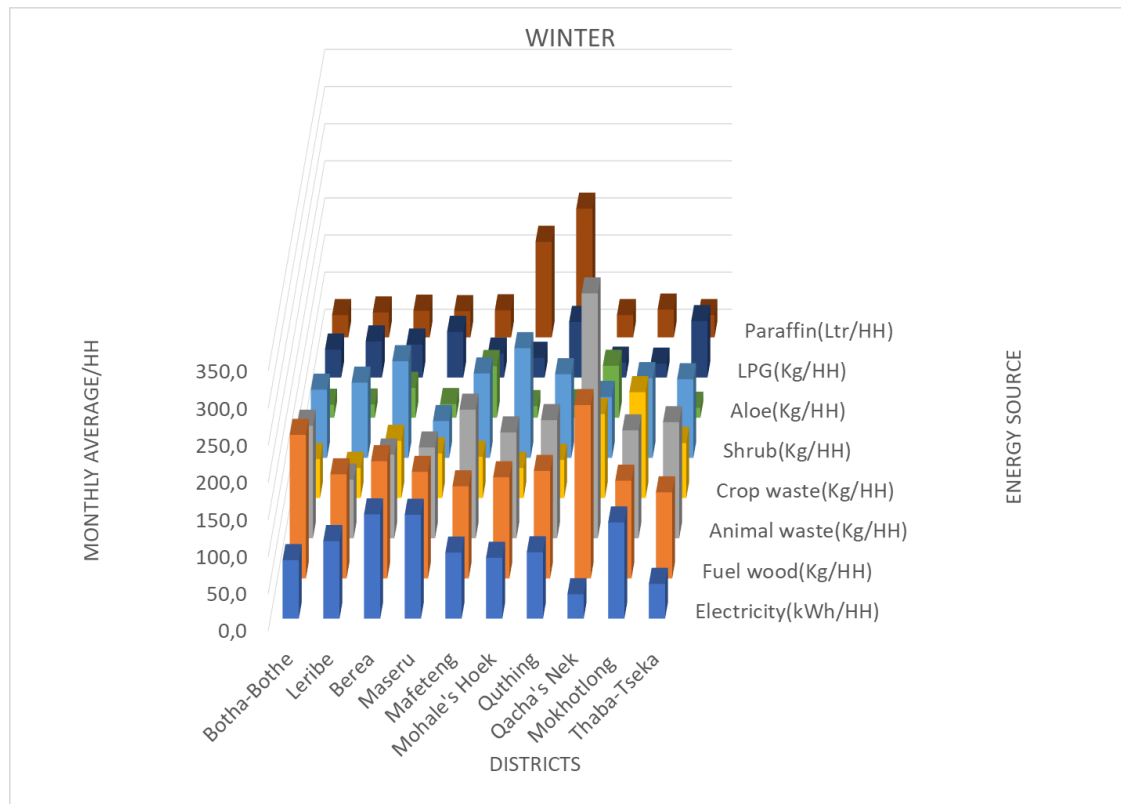 WINTER
MONTHLY AVERAGE/HH
350,0
300,0
250,0
200,0
150,0
100,0
50,0
0,0
Botha-Bothe
Leribe
Berea
Maseru
Mafeteng
Mohale's Hoek
Quthing
Qacha's Nek
Mokhotlong
Thaba-Tseka
DISTRICTS
Paraffin(Ltr/HH)
LPG(Kg/HH)
Aloe(Kg/HH)
Shrub(Kg/HH)
Crop waste(Kg/HH)
Animal waste(Kg/HH)
Fuel wood(Kg/HH)
Electricity(kWh/HH)
ENERGY SOURCE